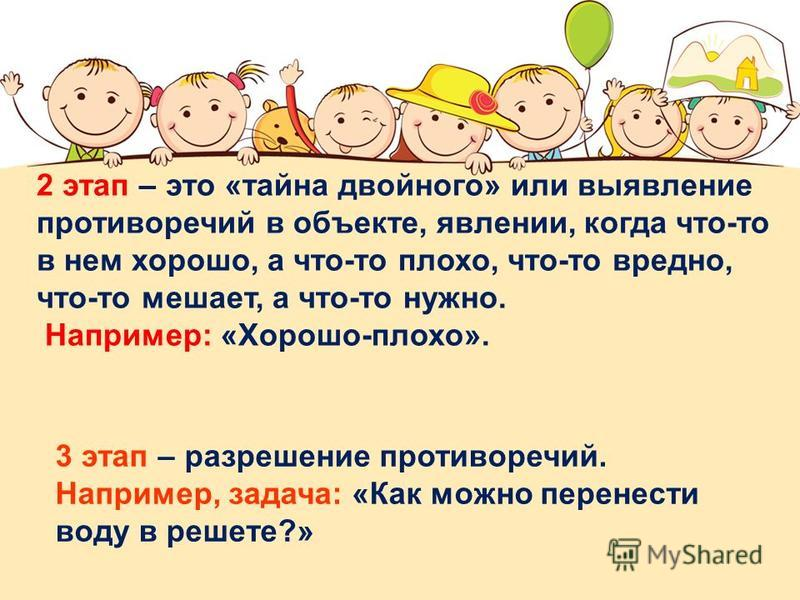 2 этап – это «тайна двойного» или выявление
противоречий в объекте, явлении, когда что-то
в нем хорошо, а что-то плохо, что-то вредно,
что-то мешает, а что-то нужно.
Например: «Хорошо-плохо».
3 этап – разрешение противоречий.
Например, задача: «Как можно перенести
воду в решете?»
MyShared